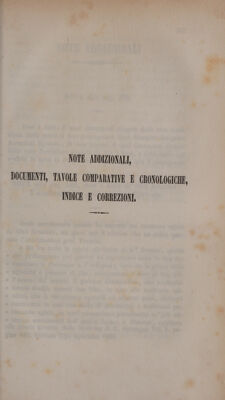 NOTE ADDIZIONALI,
DOCUMENTI, TAVOLE COMPARATIVE E CRONOLOGICHE,
INDICE E CORREZIONI.